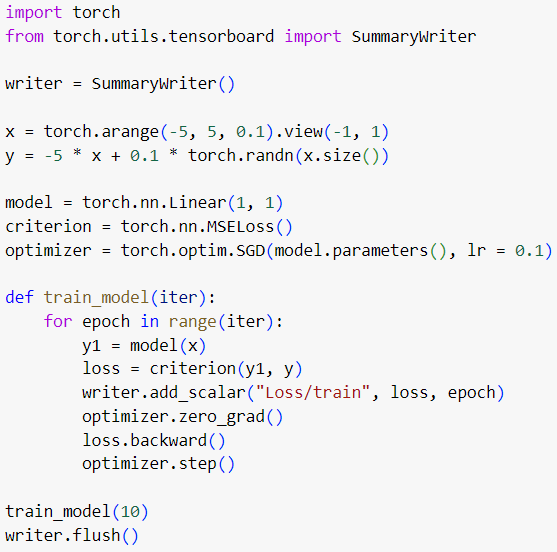 import torch
from torch.utils.tensorboard import SummaryWriter

writer = SummaryWriter()

x = torch.arange(-5, 5, 0.1).view(-1, 1)
y = -5 * x + 0.1 * torch.randn(x.size())

model = torch.nn.Linear(1, 1)
criterion = torch.nn.MSELoss()
optimizer = torch.optim.SGD(model.parameters(), lr = 0.1)

def train_model(iter):
    for epoch in range(iter):
        y1 = model(x)
        loss = criterion(y1, y)
        writer.add_scalar("Loss/train", loss, epoch)
        optimizer.zero_grad()
        loss.backward()
        optimizer.step()

train_model(10)
writer.flush()